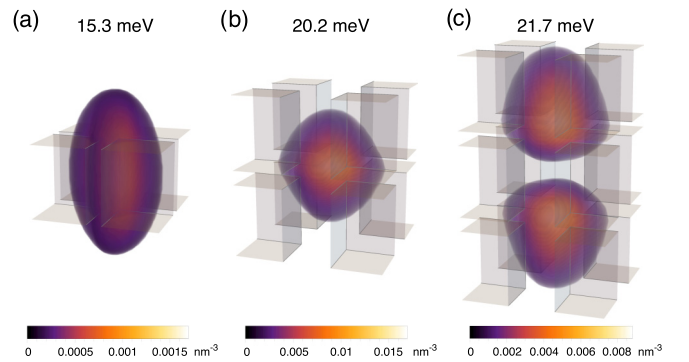 (a) 15.3 meV
(b) 20.2 meV
(c) 21.7 meV
0 0.0005 0.001 0.0015 nm⁻³
0 0.005 0.01 0.015 nm⁻³
0 0.002 0.004 0.006 0.008 nm⁻³